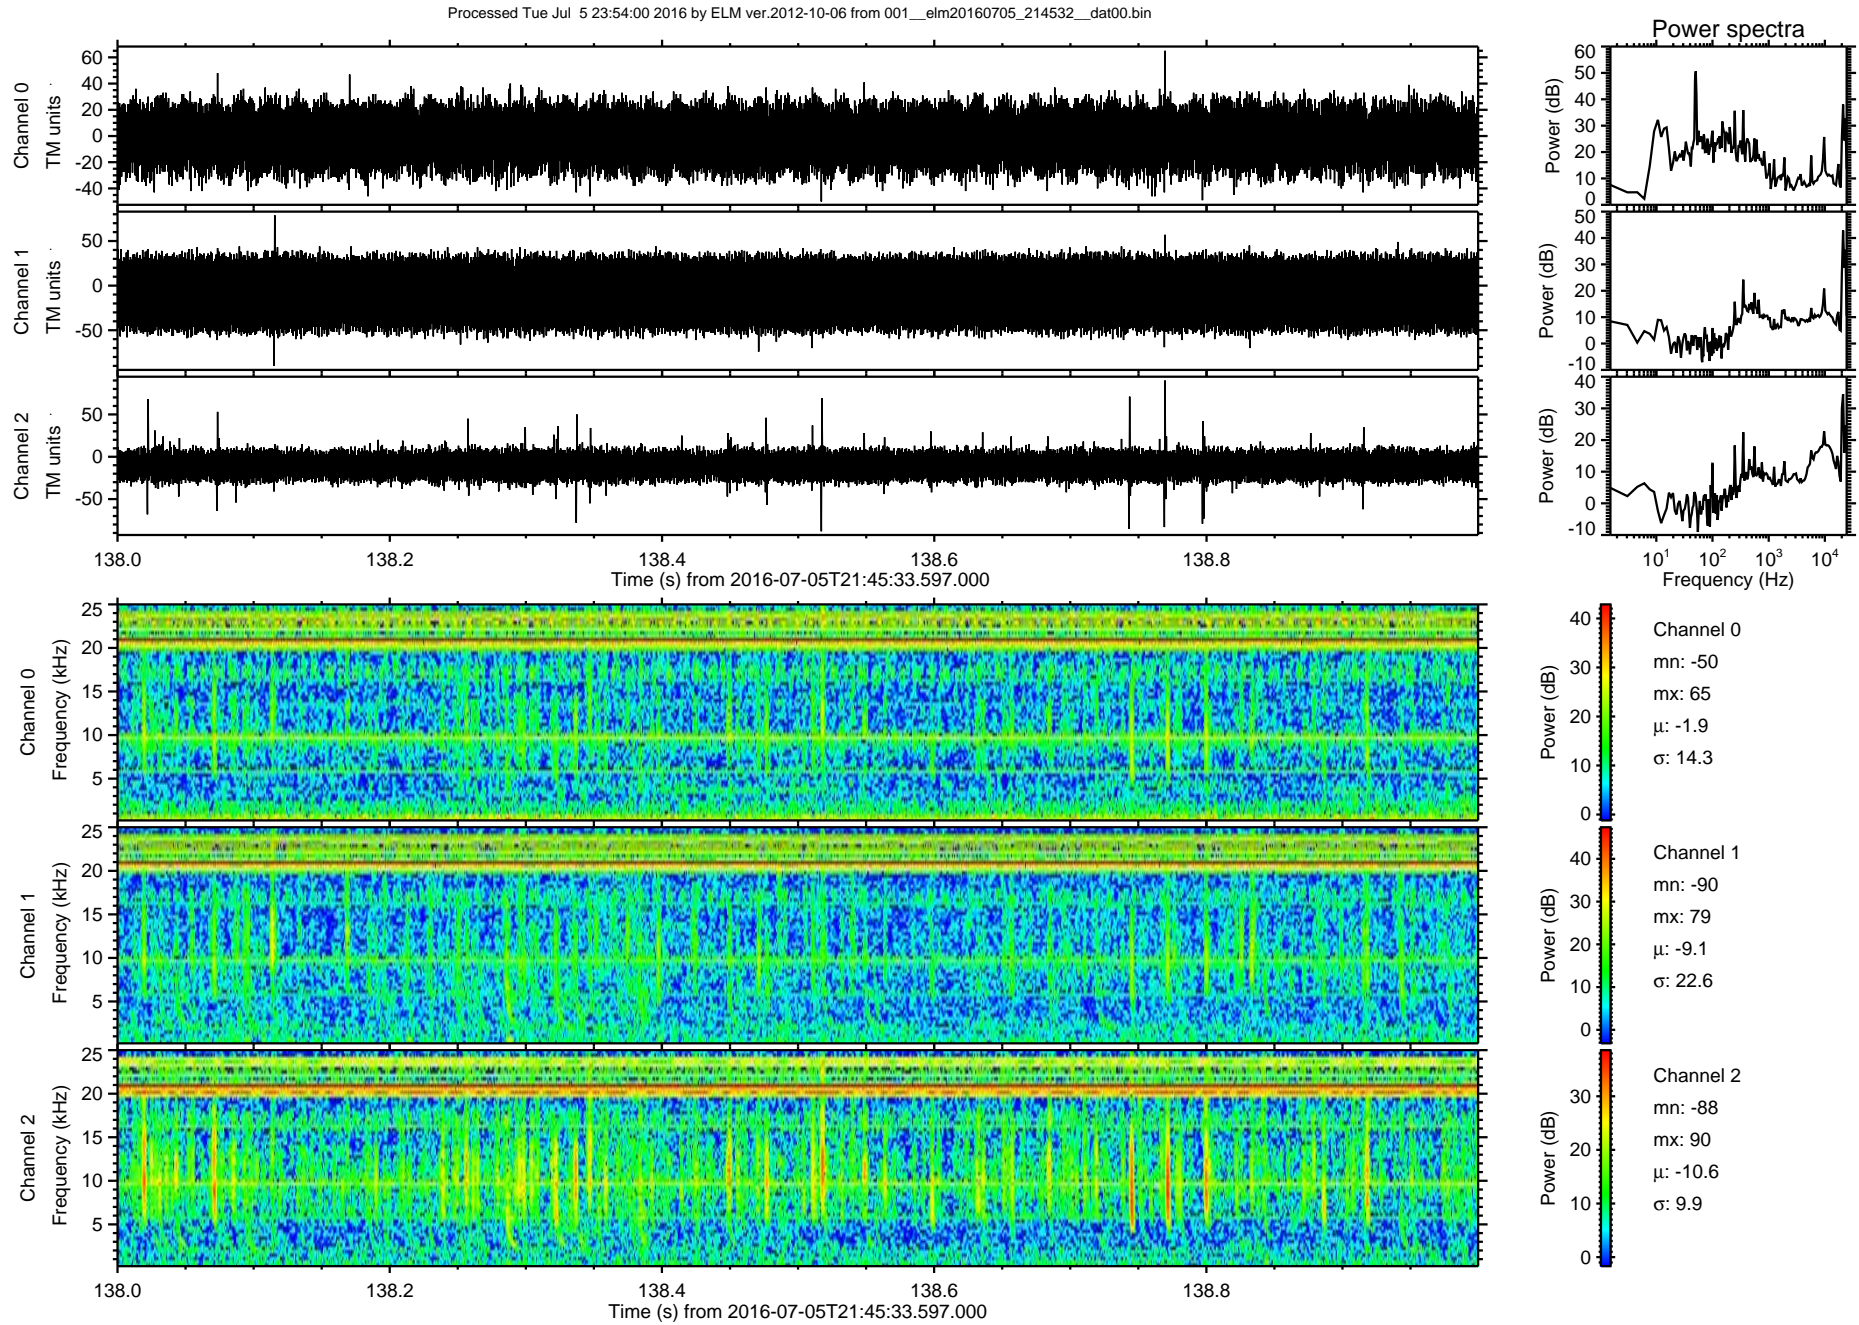 Processed Tue Jul  5 23:54:00 2016 by ELM ver.2012-10-06 from 001__elm20160705_214532__dat00.bin
Power spectra
Channel 0
TM units
60
40
20
0
-20
-40
Power (dB)
60
50
40
30
20
10
0
Channel 1
TM units
50
0
-50
Power (dB)
50
40
30
20
10
0
-10
Channel 2
TM units
50
0
-50
Power (dB)
40
30
20
10
0
-10
138.0
138.2
138.4
138.6
138.8
Time (s) from 2016-07-05T21:45:33.597.000
10¹
10²
10³
10⁴
Frequency (Hz)
Channel 0
Frequency (kHz)
25
20
15
10
5
Power (dB)
40
30
20
10
0
Channel 0
mn: -50
mx: 65
μ: -1.9
σ: 14.3
Channel 1
Frequency (kHz)
25
20
15
10
5
Power (dB)
40
30
20
10
0
Channel 1
mn: -90
mx: 79
μ: -9.1
σ: 22.6
Channel 2
Frequency (kHz)
25
20
15
10
5
Power (dB)
30
20
10
0
Channel 2
mn: -88
mx: 90
μ: -10.6
σ: 9.9
138.0
138.2
138.4
138.6
138.8
Time (s) from 2016-07-05T21:45:33.597.000